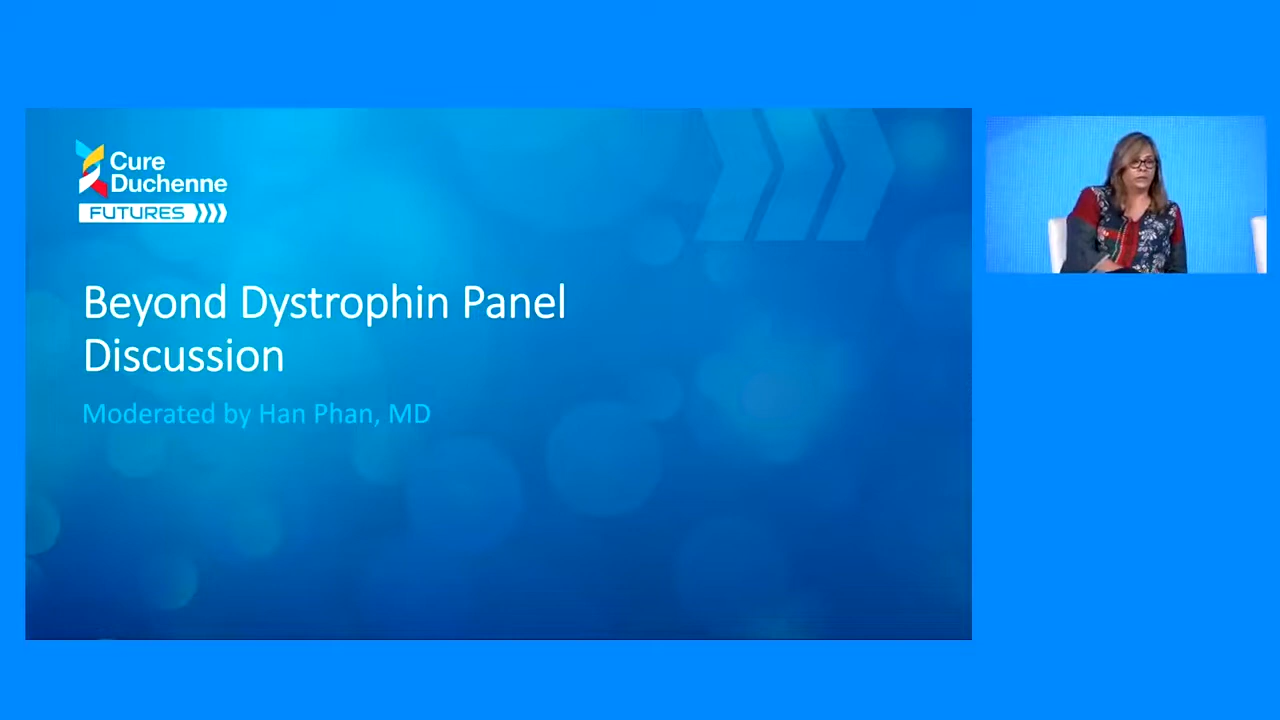 Cure
Duchenne
FUTURES
Beyond Dystrophin Panel
Discussion
Moderated by Han Phan, MD